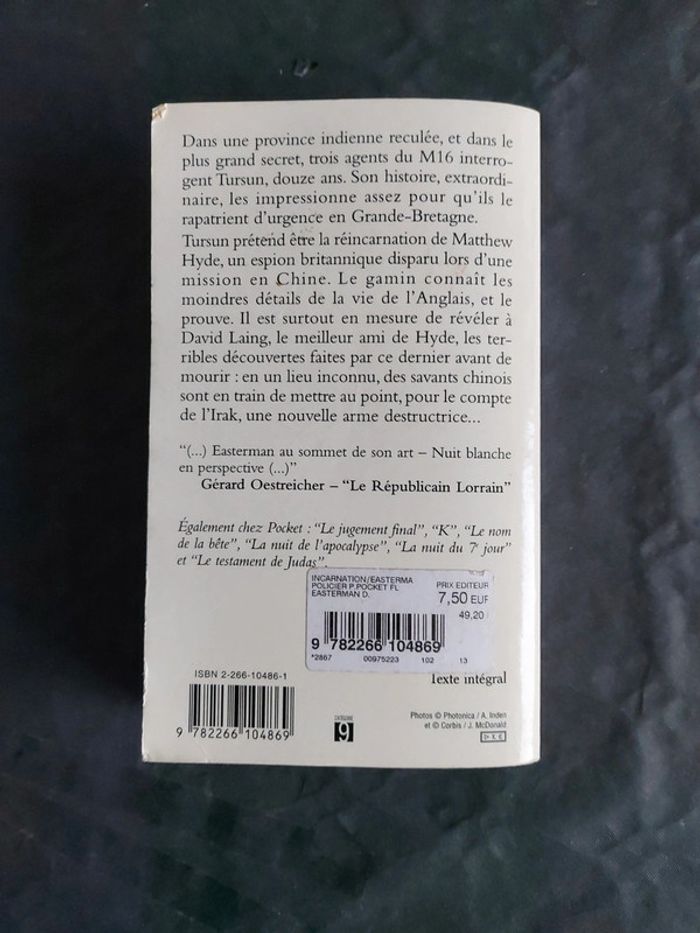 Dans une province indienne reculée, et dans le
plus grand secret, trois agents du M16 interro-
gent Tursun, douze ans. Son histoire, extraordi-
naire, les impressionne assez pour qu'ils le
rapatrient d'urgence en Grande-Bretagne.
Tursun prétend être la réincarnation de Matthew
Hyde, un espion britannique disparu lors d'une
mission en Chine. Le gamin connaît les
moindres détails de la vie de l'Anglais, et le
prouve. Il est surtout en mesure de révéler à
David Laing, le meilleur ami de Hyde, les ter-
ribles découvertes faites par ce dernier avant de
mourir : en un lieu inconnu, des savants chinois
sont en train de mettre au point, pour le compte
de l'Irak, une nouvelle arme destructrice...
“(...) Easterman au sommet de son art – Nuit blanche
en perspective (...)”
Gérard Oestreicher – “Le Républicain Lorrain”
Également chez Pocket : “Le jugement final”, “K”, “Le nom
de la bête”, “La nuit de l'apocalypse”, “La nuit du 7e jour”
et “Le testament de Judas”.
INCARNATION/EASTERMA
POLICIER P.POCKET FL
EASTERMAN D.
PRIX EDITEUR
7,50 EUR
49,20
9 782266 104869
*2867 00975223 102 13
Texte intégral
ISBN 2-266-10486-1
9 782266 104869
CATÉGORIE
9
Photos © Photonica / A. Inden
et © Corbis / J. McDonald